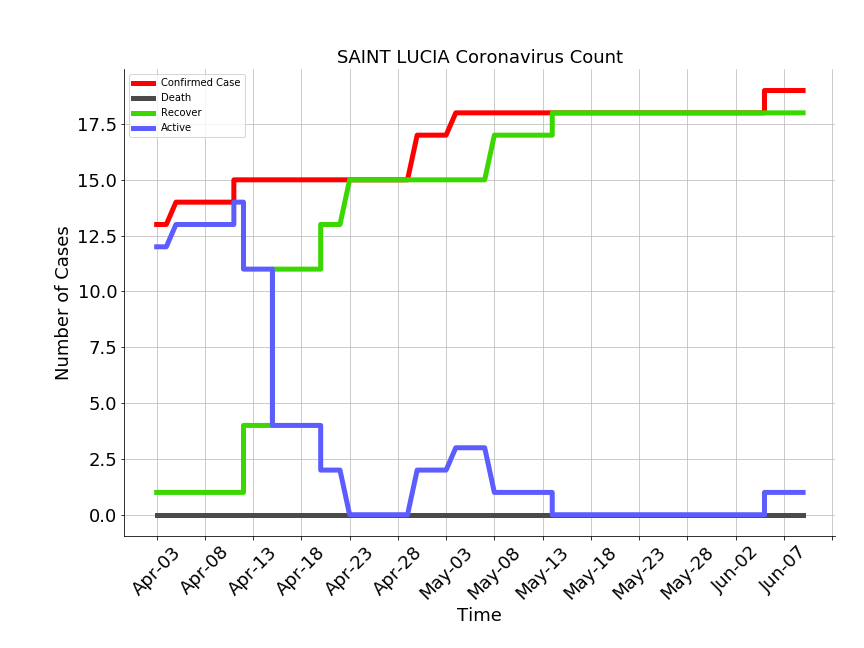 SAINT LUCIA Coronavirus Count
Confirmed Case
Death
Recover
Active
17.5
15.0
12.5
10.0
7.5
5.0
2.5
0.0
Number of Cases
Apr-03 Apr-08 Apr-13 Apr-18 Apr-23 Apr-28 May-03 May-08 May-13 May-18 May-23 May-28 Jun-02 Jun-07
Time